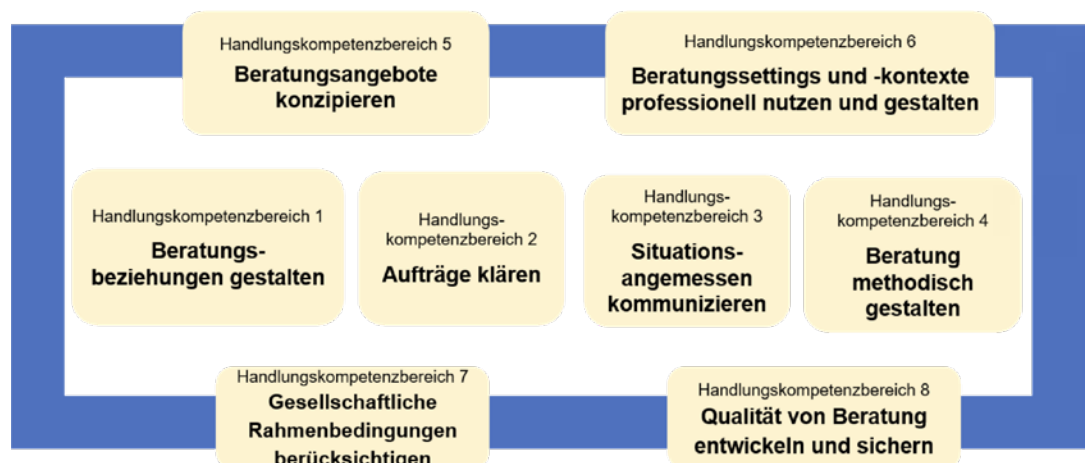 Handlungskompetenzbereich 5
Beratungsangebote
konzipieren
Handlungskompetenzbereich 6
Beratungssettings und -kontexte
professionell nutzen und gestalten
Handlungskompetenzbereich 1
Beratungs-
beziehungen gestalten
Handlungs-
kompetenzbereich 2
Aufträge klären
Handlungs-
kompetenzbereich 3
Situations-
angemessen
kommunizieren
Handlungs-
kompetenzbereich 4
Beratung
methodisch
gestalten
Handlungskompetenzbereich 7
Gesellschaftliche
Rahmenbedingungen
berücksichtigen
Handlungskompetenzbereich 8
Qualität von Beratung
entwickeln und sichern